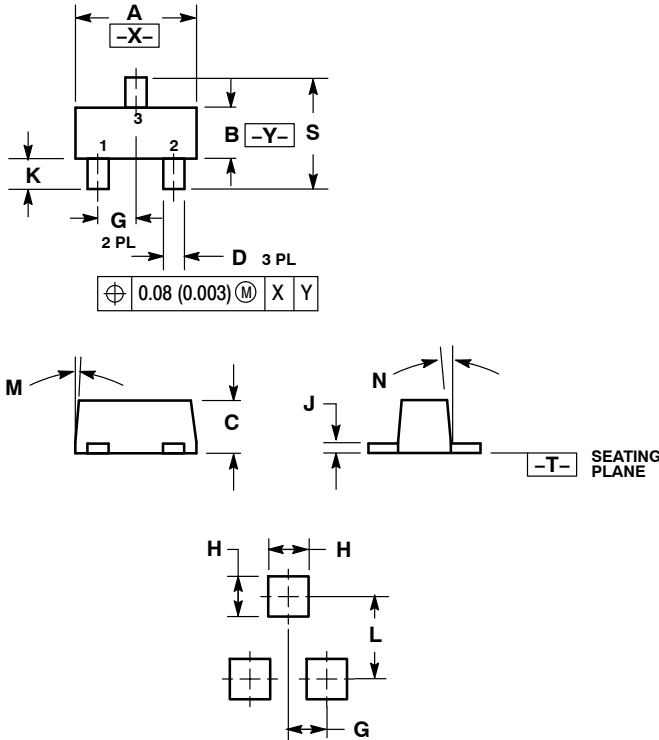 A
–X–
3
1
2
B –Y– S
K
G
2 PL
D 3 PL
⌖ 0.08 (0.003) Ⓜ X Y
M
C
N
J
–T– SEATING
PLANE
H
H
L
G